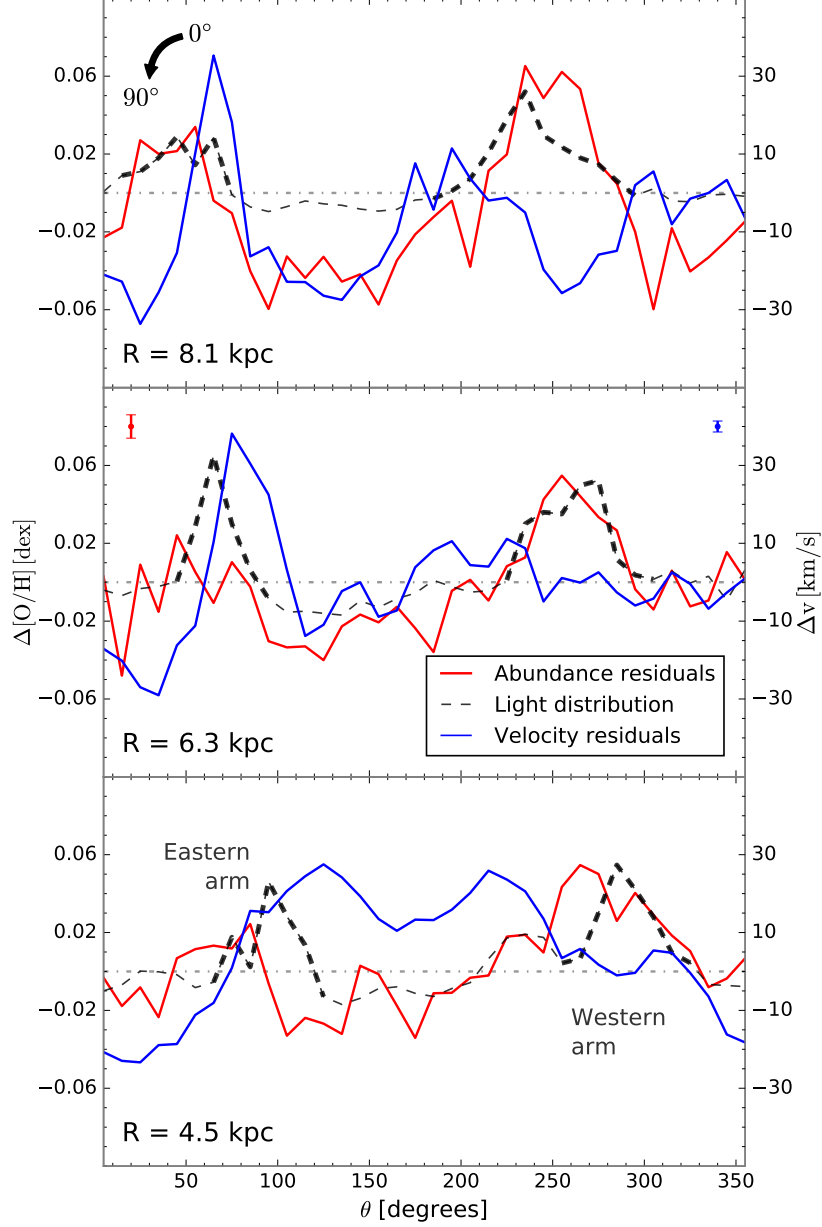 0°
90°
0.06
0.02
−0.02
−0.06
30
10
−10
−30
R = 8.1 kpc
0.06
0.02
−0.02
−0.06
30
10
−10
−30
Δ[O/H] [dex]
Δv [km/s]
Abundance residuals
Light distribution
Velocity residuals
R = 6.3 kpc
0.06
0.02
−0.02
−0.06
30
10
−10
−30
Eastern
arm
Western
arm
R = 4.5 kpc
50 100 150 200 250 300 350
θ [degrees]